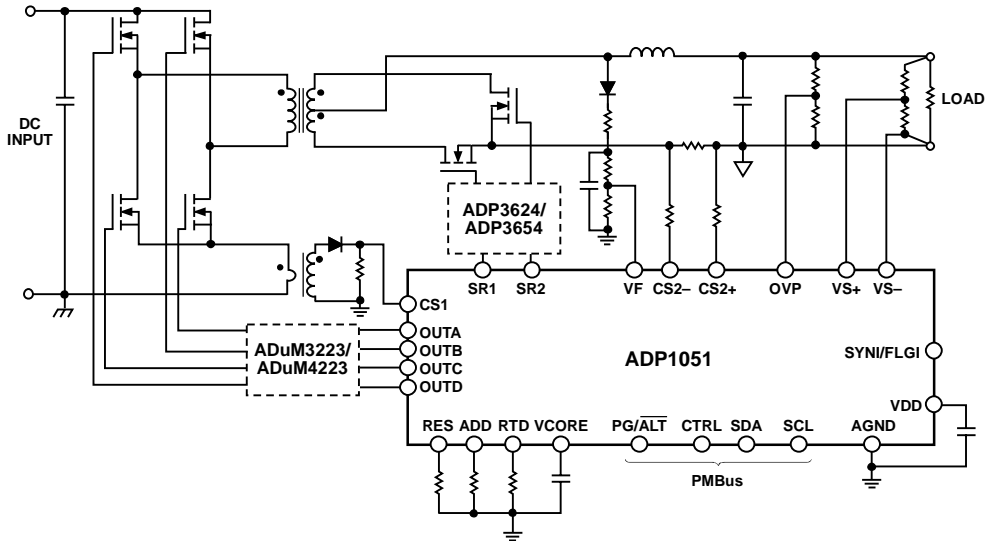 DC
INPUT
LOAD
ADP3624/
ADP3654
SR1 SR2 VF CS2– CS2+ OVP VS+ VS–
CS1
OUTA
OUTB
OUTC
OUTD
ADuM3223/
ADuM4223
ADP1051
SYNI/FLGI
VDD
RES ADD RTD VCORE PG/ALT CTRL SDA SCL AGND
PMBus